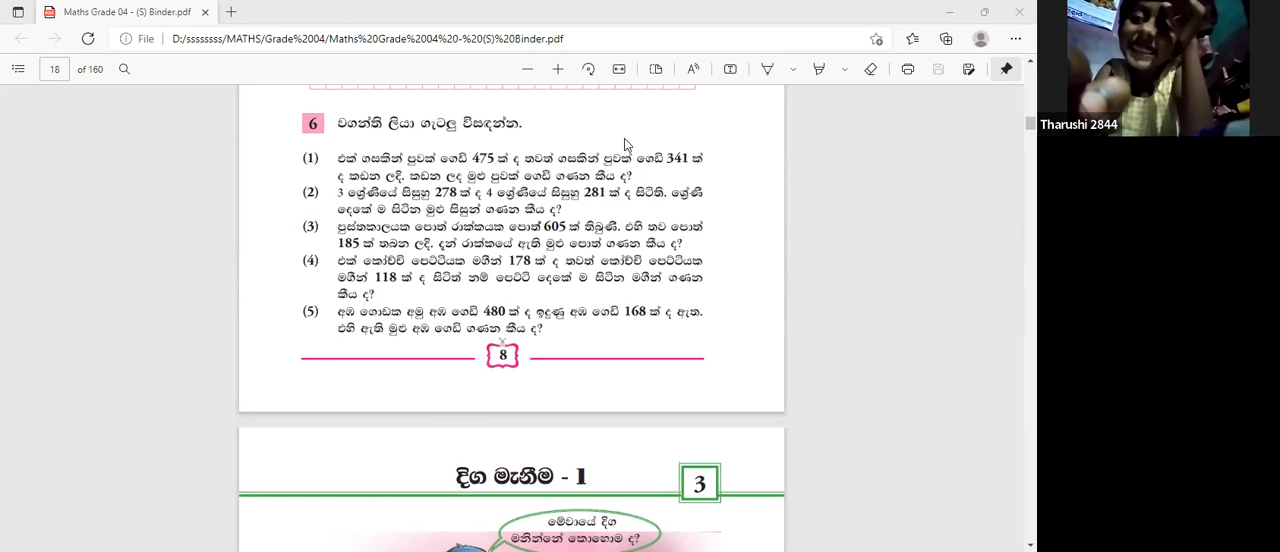 Maths Grade 04 - (S) Binder.pdf
File
D:/ssssssss/MATHS/Grade%2004/Maths%20Grade%2004%20-%20(S)%20Binder.pdf
18 of 160
Tharushi 2844
6 වගන්ති ලියා ගැටලු විසඳන්න.
(1) එක් ගසකින් පුවක් ගෙඩි 475 ක් ද තවත් ගසකින් පුවක් ගෙඩි 341 ක්
ද කඩන ලදි. කඩන ලද මුළු පුවක් ගෙඩි ගණන කීය ද?
(2) 3 ශ්‍රේණියේ සිසුහු 278 ක් ද 4 ශ්‍රේණියේ සිසුහු 281 ක් ද සිටිති. ශ්‍රේණි
දෙකේ ම සිටින මුළු සිසුන් ගණන කීය ද?
(3) පුස්තකාලයක පොත් රාක්කයක පොත් 605 ක් තිබුණි. එහි තව පොත්
185 ක් තබන ලදි. දැන් රාක්කයේ ඇති මුළු පොත් ගණන කීය ද?
(4) එක් කෝච්චි පෙට්ටියක මගීන් 178 ක් ද තවත් කෝච්චි පෙට්ටියක
මගීන් 118 ක් ද සිටිත් නම් පෙට්ටි දෙකේ ම සිටින මගීන් ගණන
කීය ද?
(5) අඹ ගොඩක අමු අඹ ගෙඩි 480 ක් ද ඉදුණු අඹ ගෙඩි 168 ක් ද ඇත.
එහි ඇති මුළු අඹ ගෙඩි ගණන කීය ද?
8
දිග මැනීම - 1
3
මේවායේ දිග
මනින්නේ කොහොම ද?